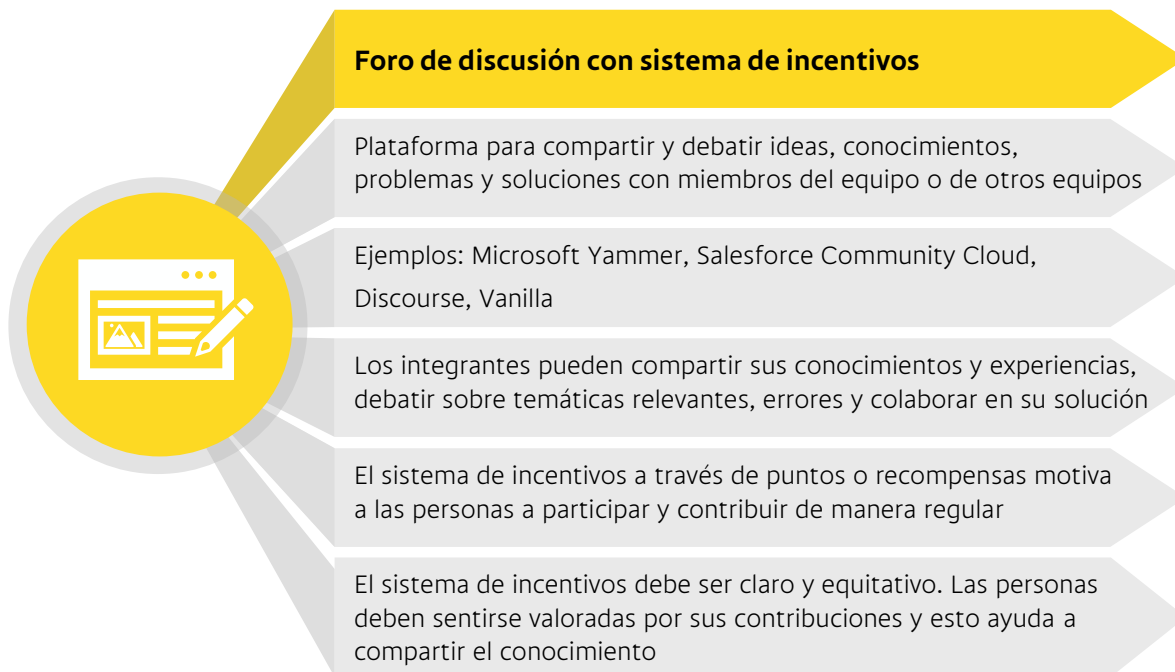 Foro de discusión con sistema de incentivos
Plataforma para compartir y debatir ideas, conocimientos,
problemas y soluciones con miembros del equipo o de otros equipos
Ejemplos: Microsoft Yammer, Salesforce Community Cloud,
Discourse, Vanilla
Los integrantes pueden compartir sus conocimientos y experiencias,
debatir sobre temáticas relevantes, errores y colaborar en su solución
El sistema de incentivos a través de puntos o recompensas motiva
a las personas a participar y contribuir de manera regular
El sistema de incentivos debe ser claro y equitativo. Las personas
deben sentirse valoradas por sus contribuciones y esto ayuda a
compartir el conocimiento